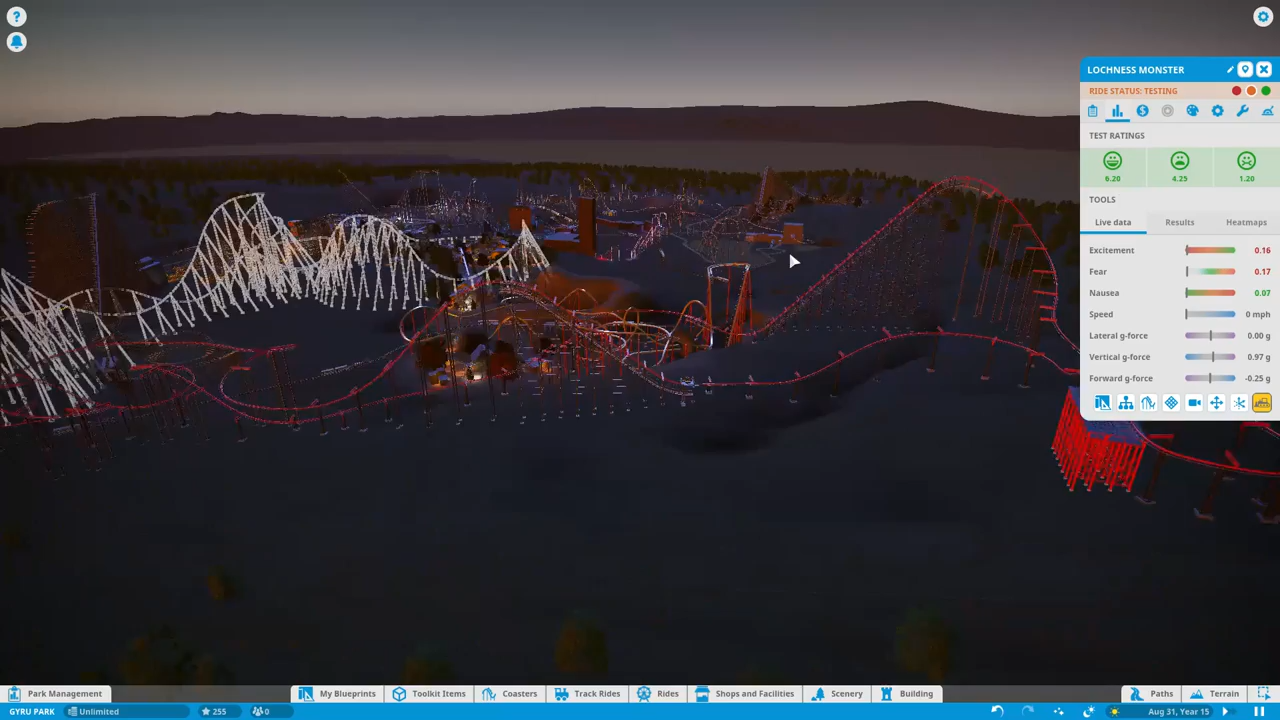 LOCHNESS MONSTER
RIDE STATUS: TESTING
TEST RATINGS
6.20 4.25 1.20
TOOLS
Live data Results Heatmaps
Excitement 0.16
Fear 0.17
Nausea 0.07
Speed 0 mph
Lateral g-force 0.00 g
Vertical g-force 0.97 g
Forward g-force -0.25 g
Park Management My Blueprints Toolkit Items Coasters Track Rides Rides Shops and Facilities Scenery Building Paths Terrain
GYRU PARK Unlimited 255 0 Aug 31, Year 15